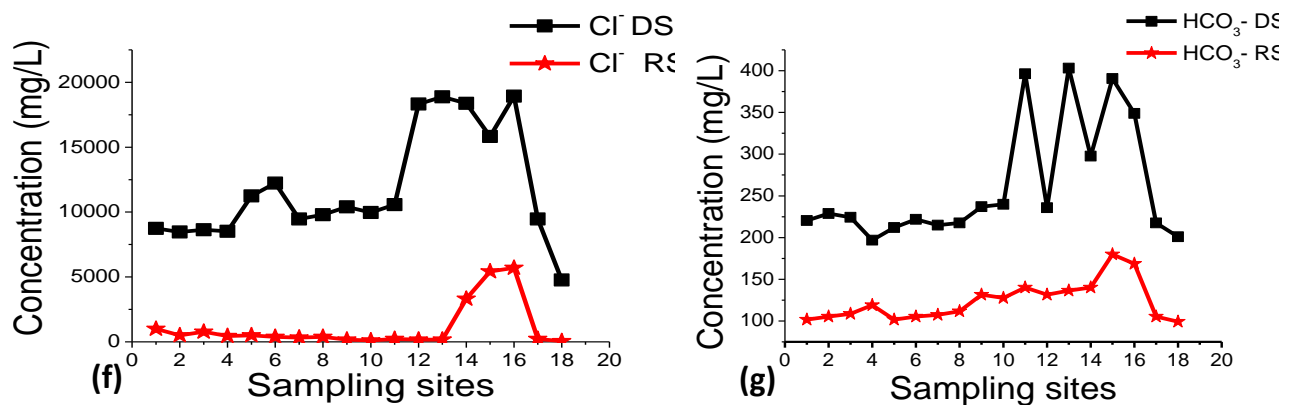 Cl⁻ DS
Cl⁻ RS
Concentration (mg/L)
20000
15000
10000
5000
0
0 2 4 6 8 10 12 14 16 18 20
(f)
Sampling sites
HCO₃- DS
HCO₃- RS
Concentration (mg/L)
400
350
300
250
200
150
100
0 2 4 6 8 10 12 14 16 18 20
(g)
Sampling sites